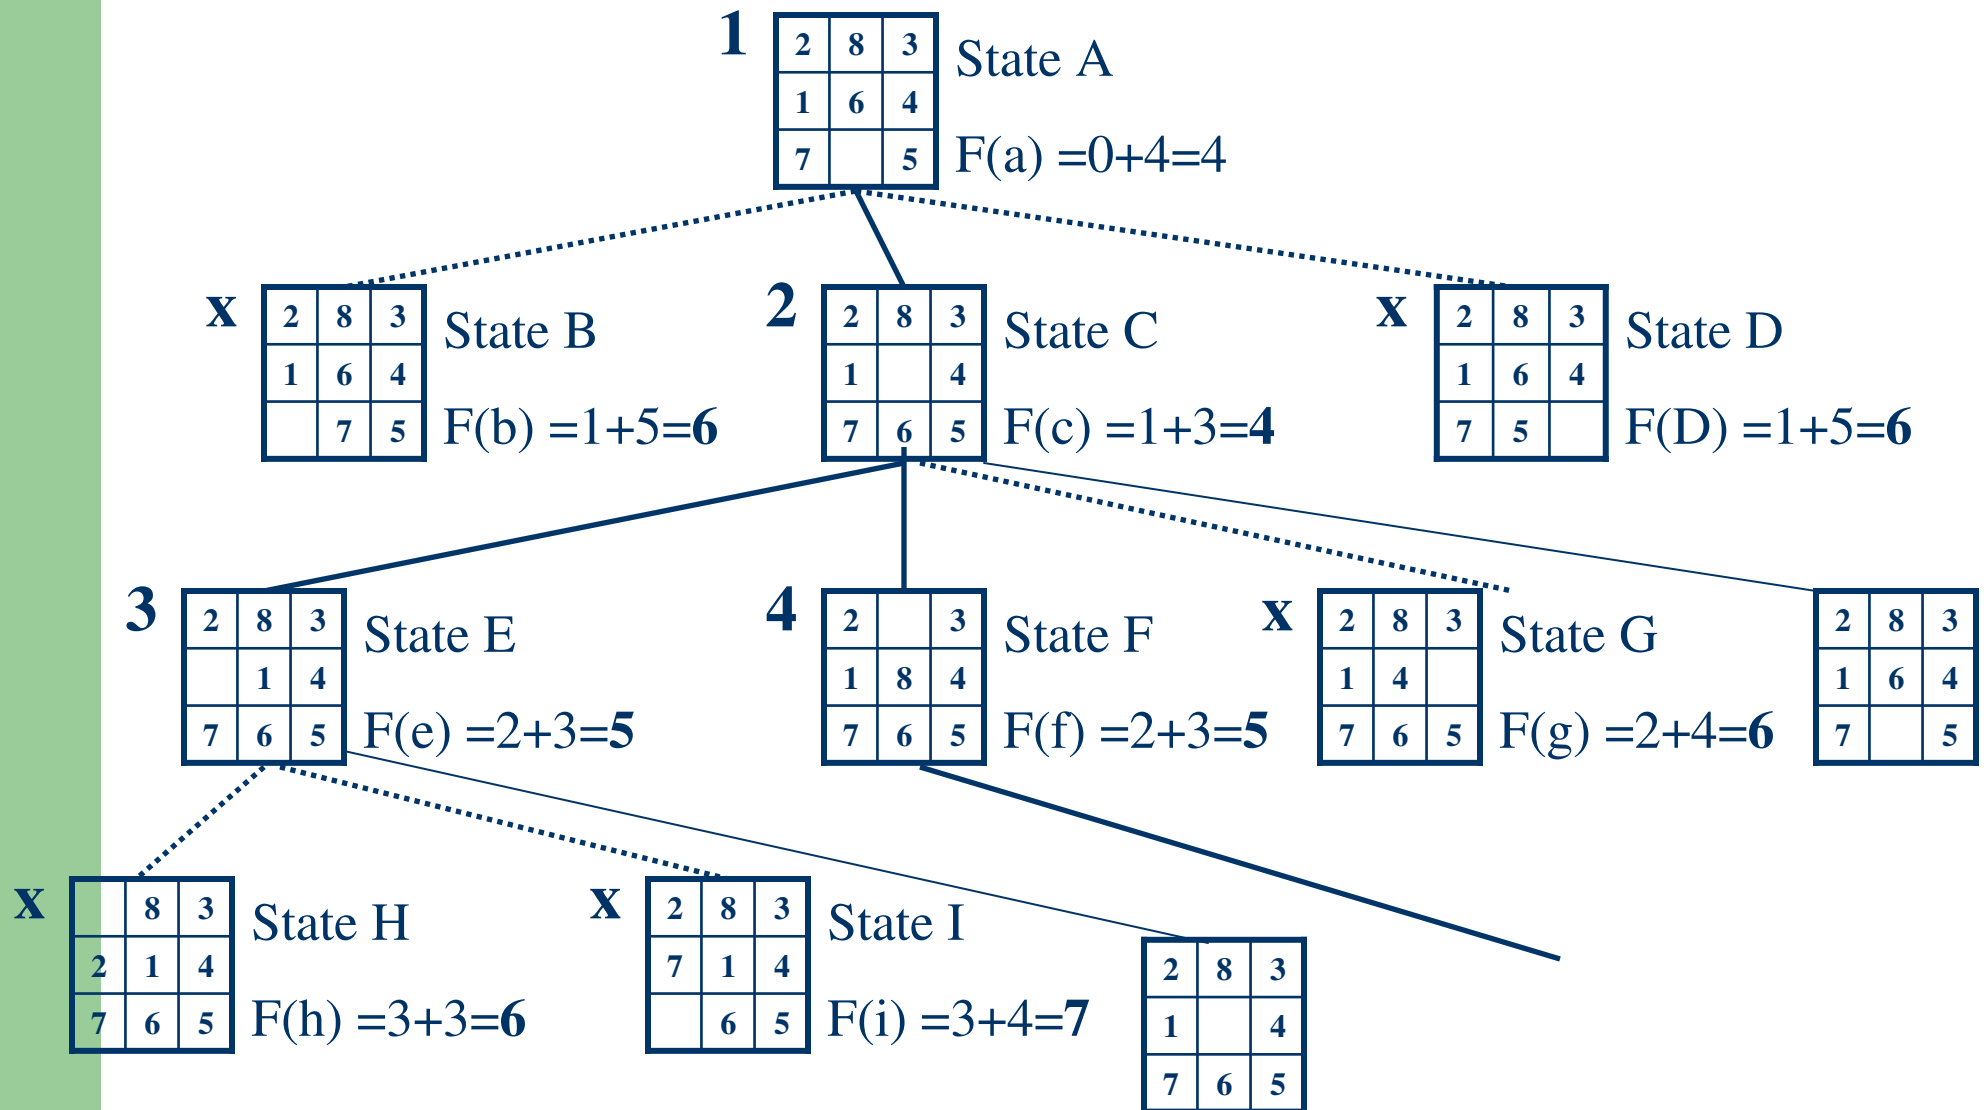 1
2 8 3
State A
1 6 4
7 5
F(a) =0+4=4
x
2 8 3
State B
1 6 4
7 5
F(b) =1+5=6
2
2 8 3
State C
1 4
7 6 5
F(c) =1+3=4
x
2 8 3
State D
1 6 4
7 5
F(D) =1+5=6
3
2 8 3
State E
1 4
7 6 5
F(e) =2+3=5
4
2 3
State F
1 8 4
7 6 5
F(f) =2+3=5
x
2 8 3
State G
1 4
7 6 5
F(g) =2+4=6
2 8 3
1 6 4
7 5
x
8 3
State H
2 1 4
7 6 5
F(h) =3+3=6
x
2 8 3
State I
7 1 4
6 5
F(i) =3+4=7
2 8 3
1 4
7 6 5